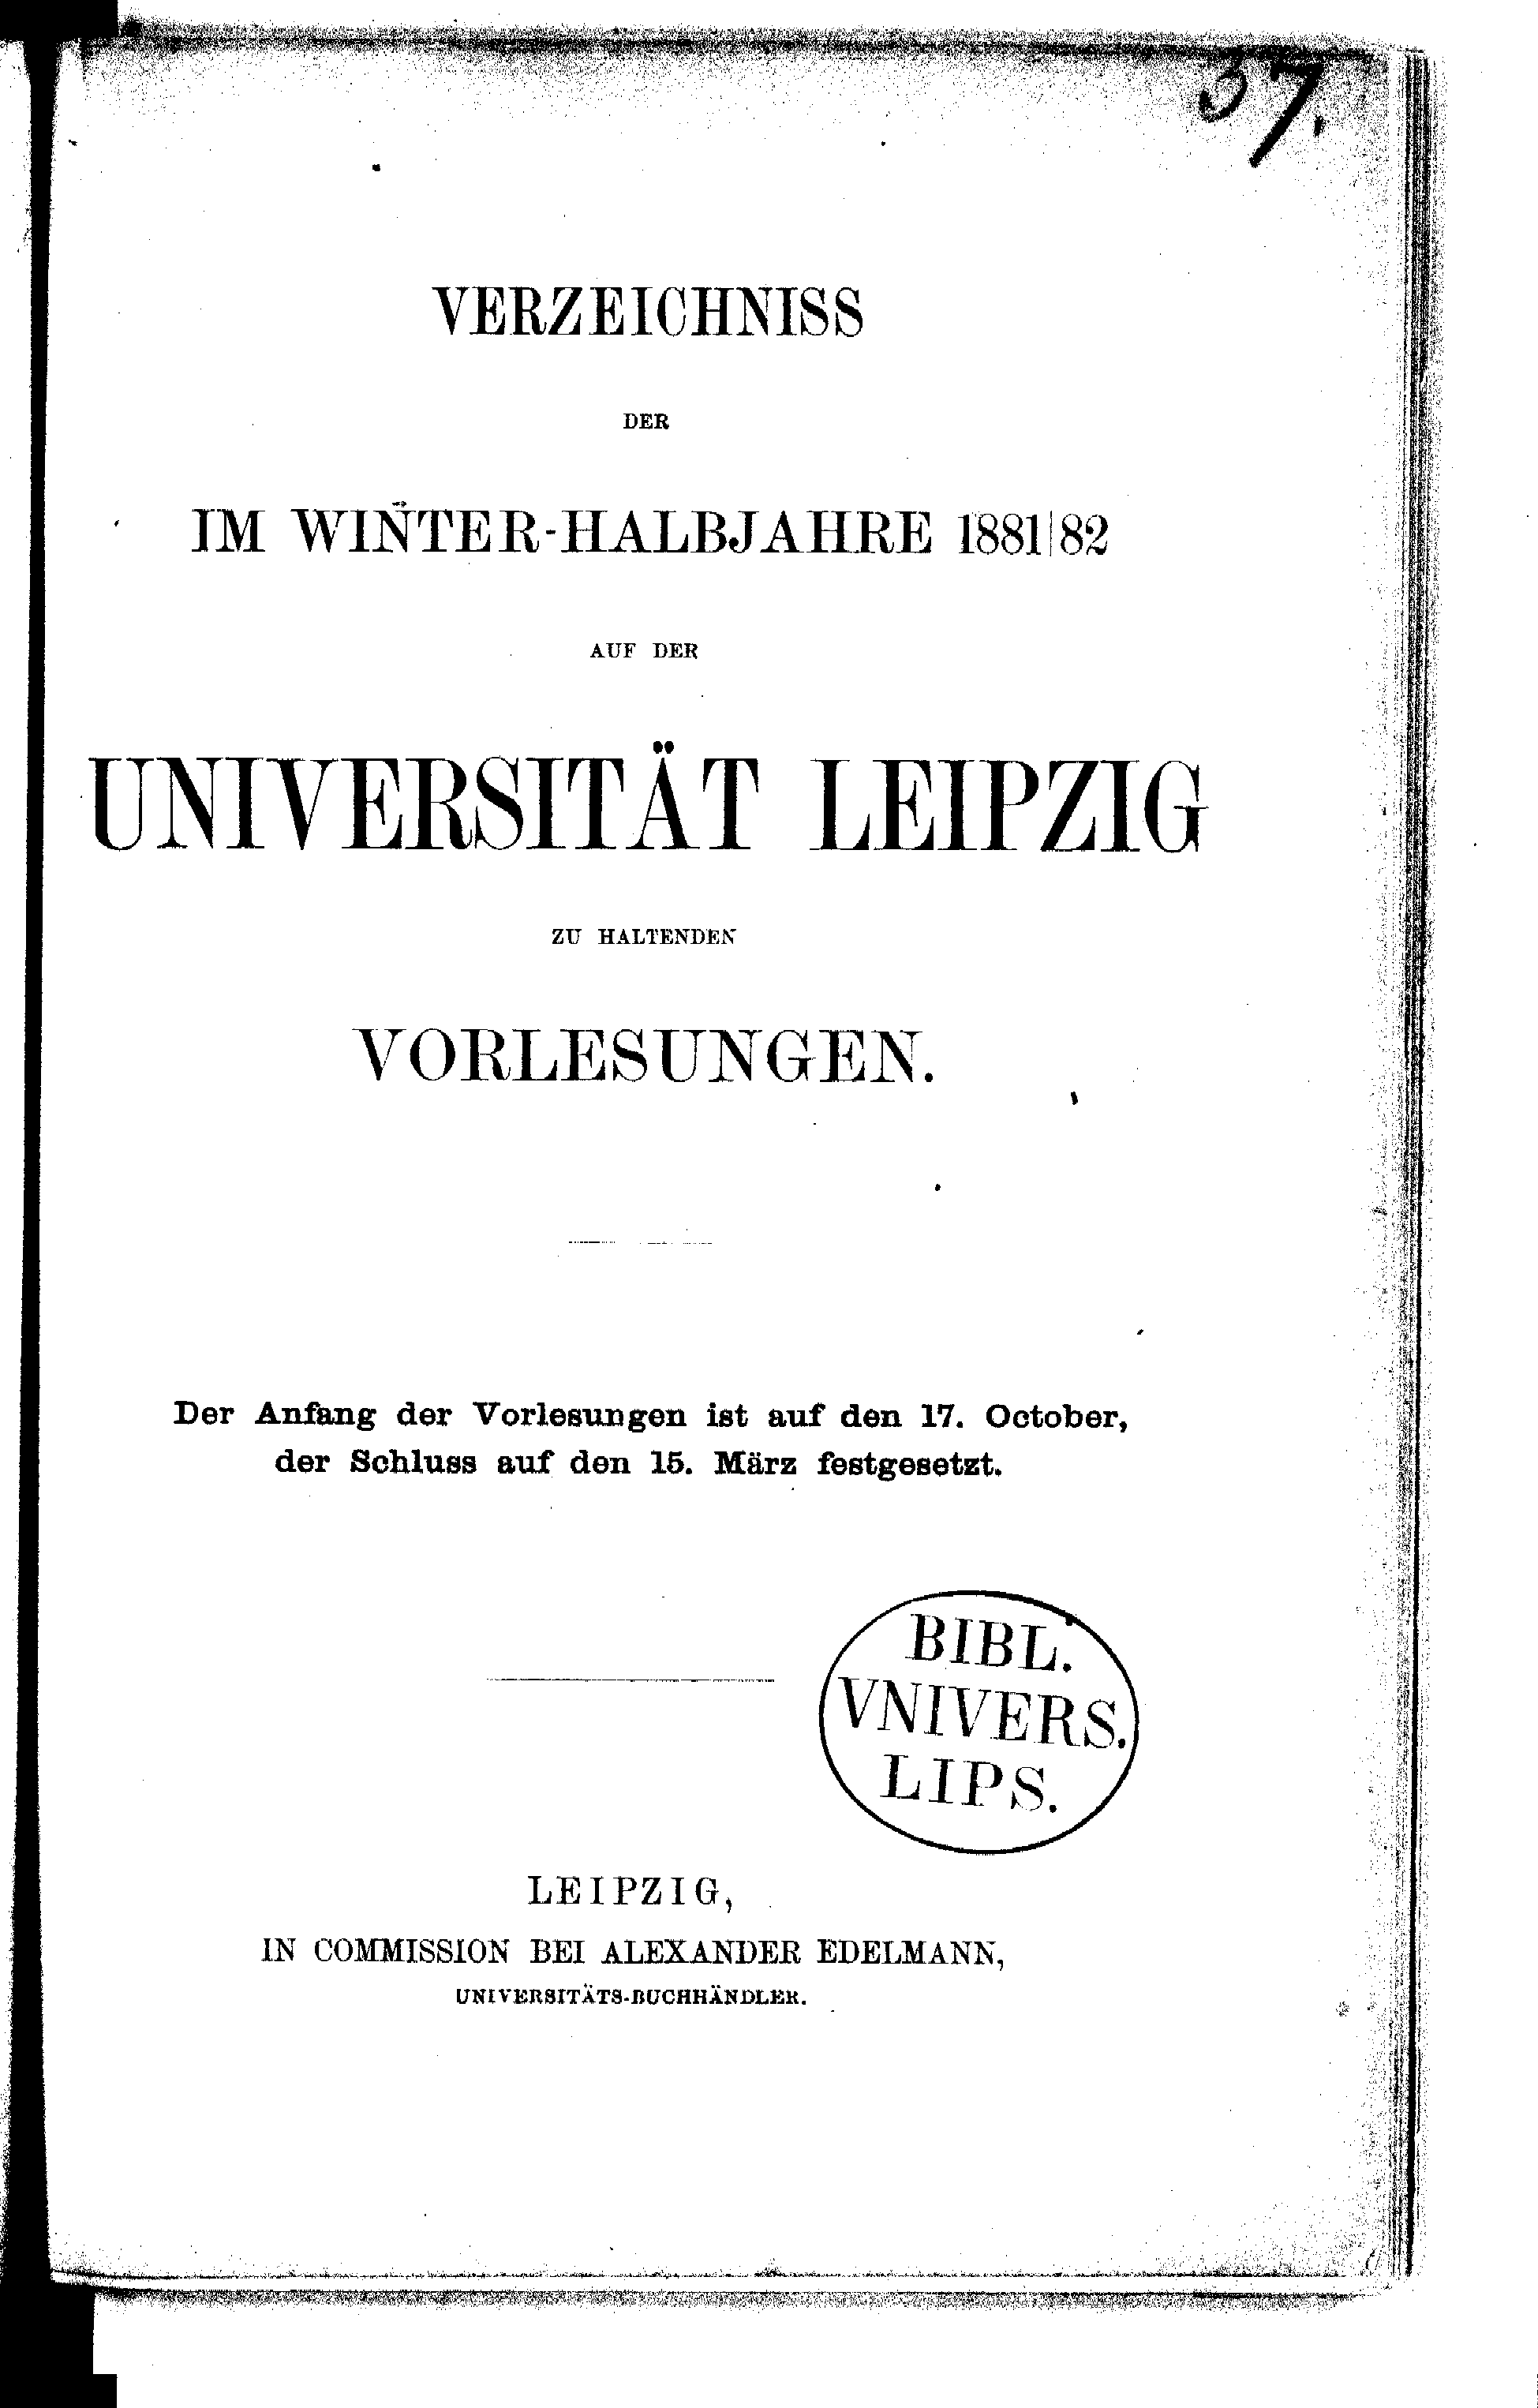 37.
VERZEICHNISS
DER
IM WINTER-HALBJAHRE 1881|82
AUF DER
UNIVERSITÄT LEIPZIG
ZU HALTENDEN
VORLESUNGEN.
Der Anfang der Vorlesungen ist auf den 17. October,
der Schluss auf den 15. März festgesetzt.
BIBL.
VNIVERS.
LIPS.
LEIPZIG,
IN COMMISSION BEI ALEXANDER EDELMANN,
UNIVERSITÄTS-BUCHHÄNDLER.